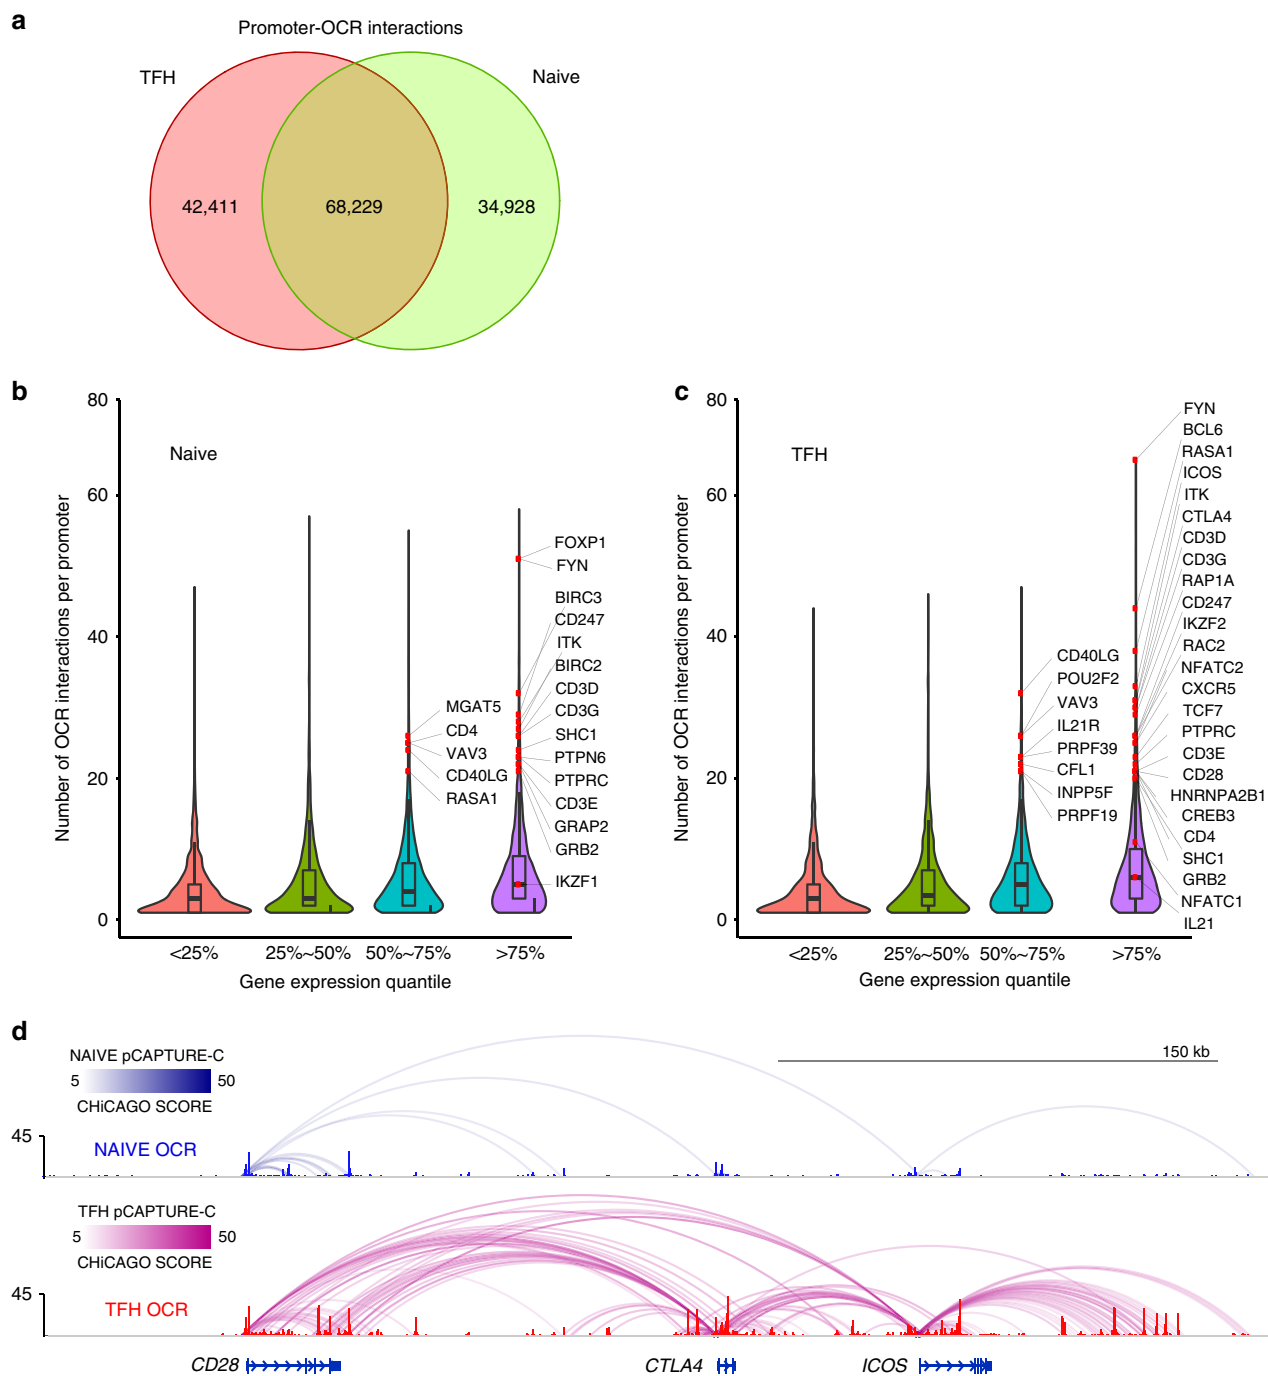 a
Promoter-OCR interactions
TFH
Naive
42,411
68,229
34,928
b
Number of OCR interactions per promoter
80
60
40
20
0
Naive
FOXP1
FYN
BIRC3
CD247
ITK
BIRC2
CD3D
CD3G
SHC1
PTPN6
PTPRC
CD3E
GRAP2
GRB2
IKZF1
MGAT5
CD4
VAV3
CD40LG
RASA1
<25%
25%~50%
50%~75%
>75%
Gene expression quantile
c
Number of OCR interactions per promoter
80
60
40
20
0
TFH
CD40LG
POU2F2
VAV3
IL21R
PRPF39
CFL1
INPP5F
PRPF19
FYN
BCL6
RASA1
ICOS
ITK
CTLA4
CD3D
CD3G
RAP1A
CD247
IKZF2
RAC2
NFATC2
CXCR5
TCF7
PTPRC
CD3E
CD28
HNRNPA2B1
CREB3
CD4
SHC1
GRB2
NFATC1
IL21
<25%
25%~50%
50%~75%
>75%
Gene expression quantile
d
NAIVE pCAPTURE-C
5 50
CHiCAGO SCORE
150 kb
45
NAIVE OCR
TFH pCAPTURE-C
5 50
CHiCAGO SCORE
45
TFH OCR
CD28
CTLA4
ICOS